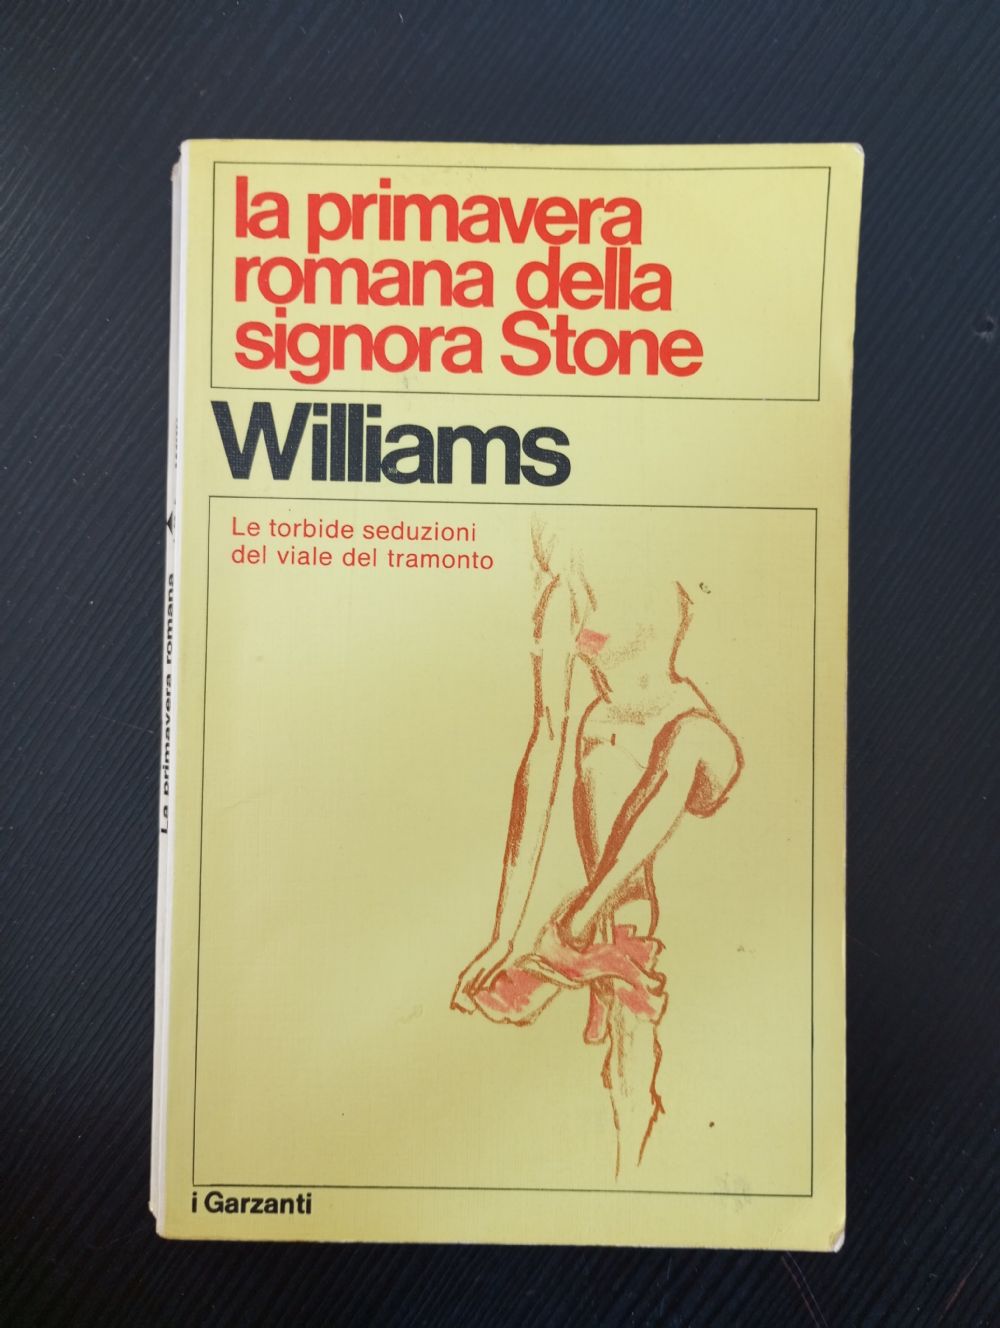 la primavera
romana della
signora Stone
Williams
Le torbide seduzioni
del viale del tramonto
i Garzanti
La primavera romana